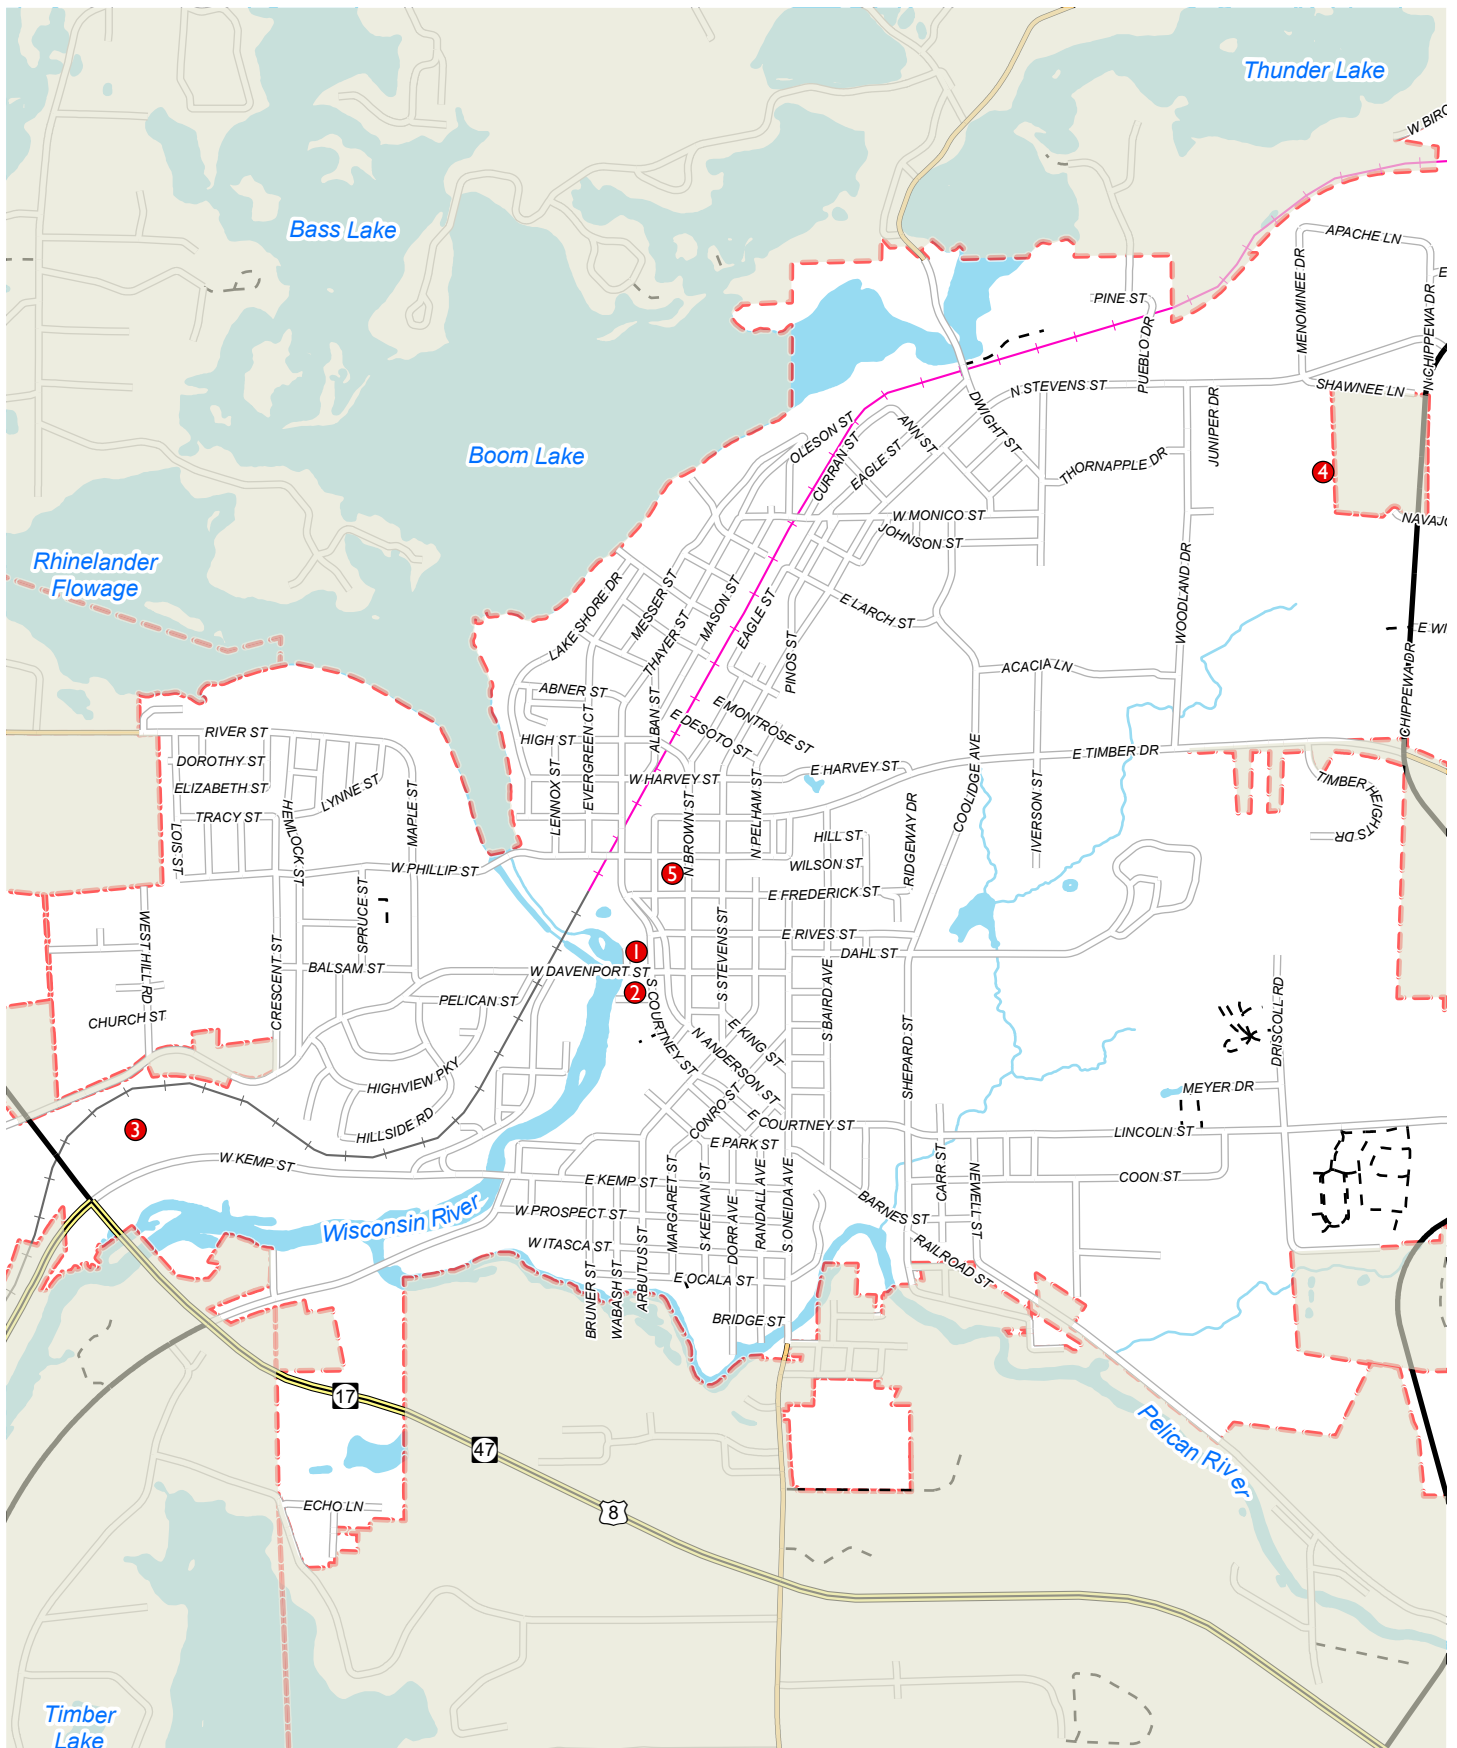 Thunder Lake
W BIRC
Bass Lake
APACHE LN
MENOMINEE DR
E
N CHIPPEWA DR
PINE ST
PUEBLO DR
N STEVENS ST
SHAWNEE LN
JUNIPER DR
DWIGHT ST
OLESON ST
ANN ST
CURRAN ST
EAGLE ST
Boom Lake
THORNAPPLE DR
4
W MONICO ST
NAVAJO
JOHNSON ST
Rhinelander
Flowage
LAKE SHORE DR
MESSER ST
MASON ST
THAYER ST
EAGLE ST
E LARCH ST
PINOS ST
WOODLAND DR
E WI
CHIPPEWA DR
ACACIA LN
ABNER ST
ALBAN ST
EVERGREEN CT
E MONTROSE ST
E DESOTO ST
RIVER ST
HIGH ST
E TIMBER DR
DOROTHY ST
W HARVEY ST
E HARVEY ST
COOLIDGE AVE
TIMBER HEIGHTS DR
ELIZABETH ST
LYNNE ST
LENNOX ST
TRACY ST
HEMLOCK ST
MAPLE ST
N BROWN ST
N PELHAM ST
HILL ST
RIDGEWAY DR
IVERSON ST
LOIS ST
W PHILLIP ST
WILSON ST
5
E FREDERICK ST
SPRUCE ST
WEST HILL RD
E RIVES ST
S STEVENS ST
1
DAHL ST
CRESCENT ST
BALSAM ST
W DAVENPORT ST
2
PELICAN ST
S COURTNEY ST
S BAIRD AVE
DRISCOLL RD
CHURCH ST
E KING ST
N ANDERSON ST
SHEPARD ST
HIGHVIEW PKY
MEYER DR
CONRO ST
3
HILLSIDE RD
E COURTNEY ST
LINCOLN ST
E PARK ST
W KEMP ST
E KEMP ST
MARGARET ST
S KEENAN ST
DORR AVE
RANDALL AVE
S ONEIDA AVE
CARR ST
NEWELL ST
COON ST
Wisconsin River
W PROSPECT ST
BARNES ST
W ITASCA ST
ARBUTUS ST
RAILROAD ST
E OCALA ST
BRUNER ST
WABASH ST
BRIDGE ST
17
Pelican River
47
ECHO LN
8
Timber
Lake